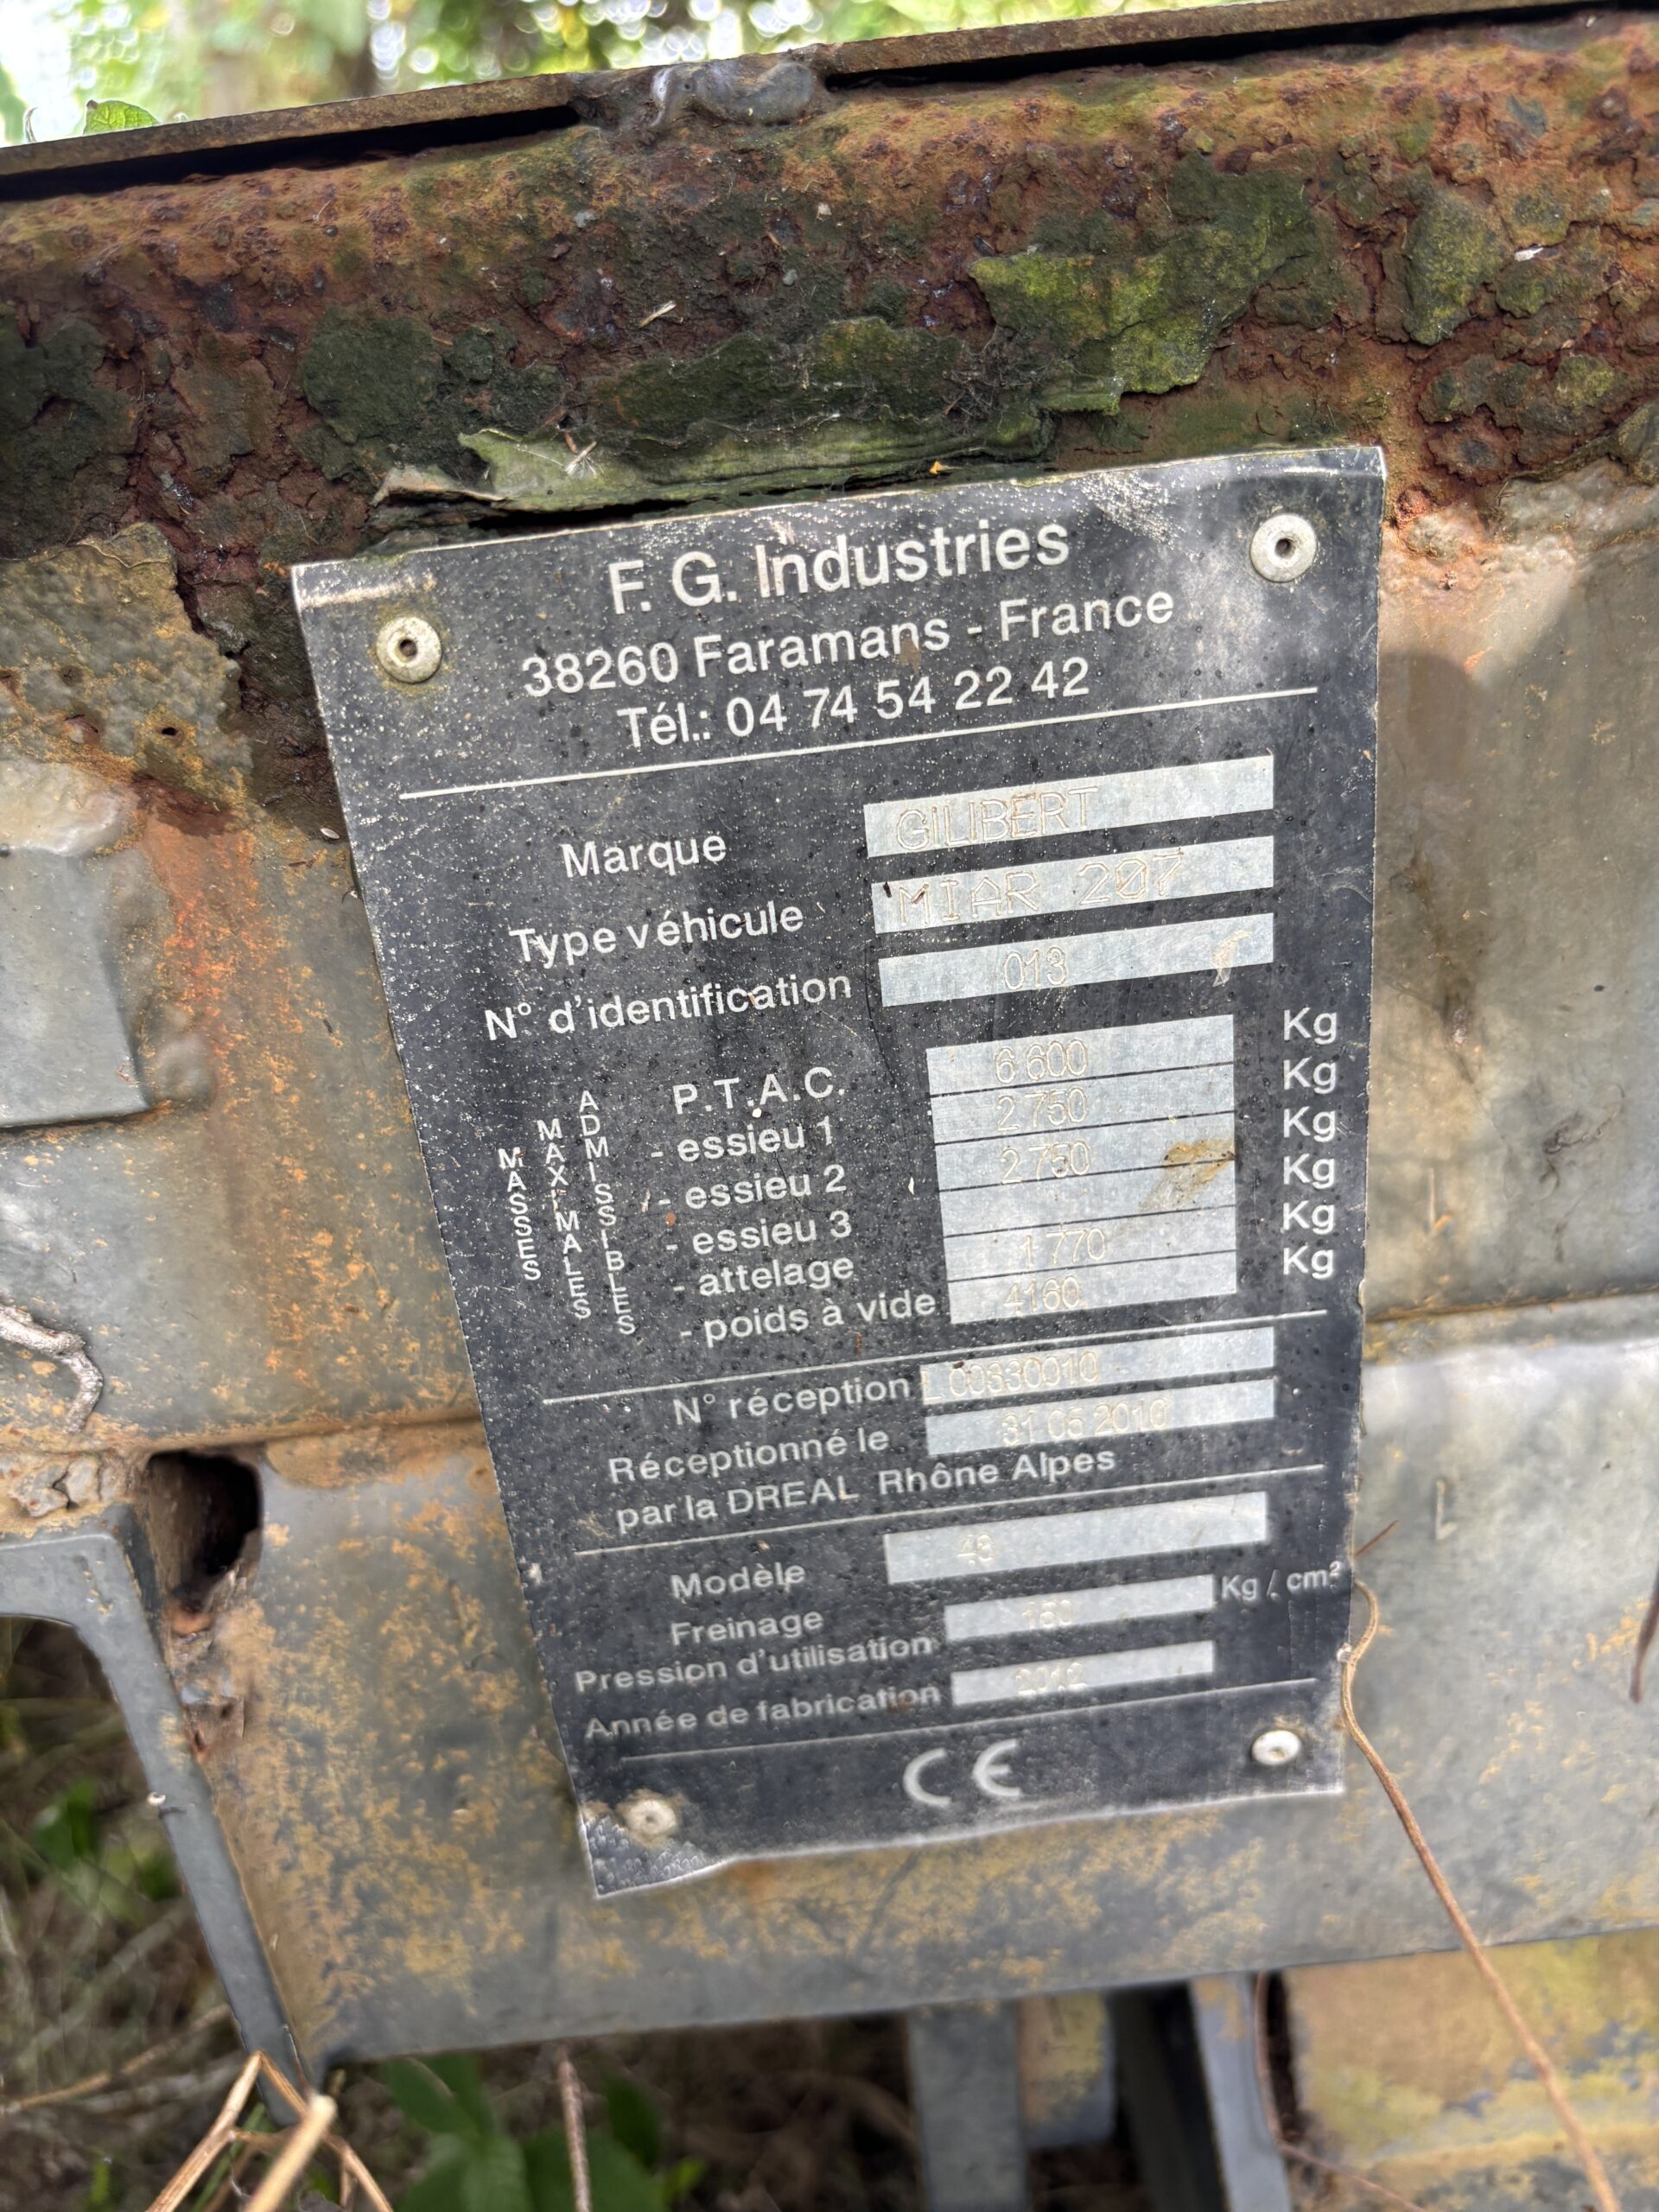 F. G. Industries
38260 Faramans - France
Tél.: 04 74 54 22 42
Marque GILIBERT
Type véhicule MIAR 207
N° d'identification 013
MASSES MAXIMALES ADMISSIBLES
P.T.A.C. 6 600 Kg
- essieu 1 2 750 Kg
- essieu 2 2 750 Kg
- essieu 3 Kg
- attelage 1 770 Kg
- poids à vide 4160 Kg
N° réception L00330010
Réceptionné le 31 05 2010
par la DREAL Rhône Alpes
Modèle 48
Freinage
Pression d'utilisation 150 Kg / cm²
Année de fabrication 2012
CE